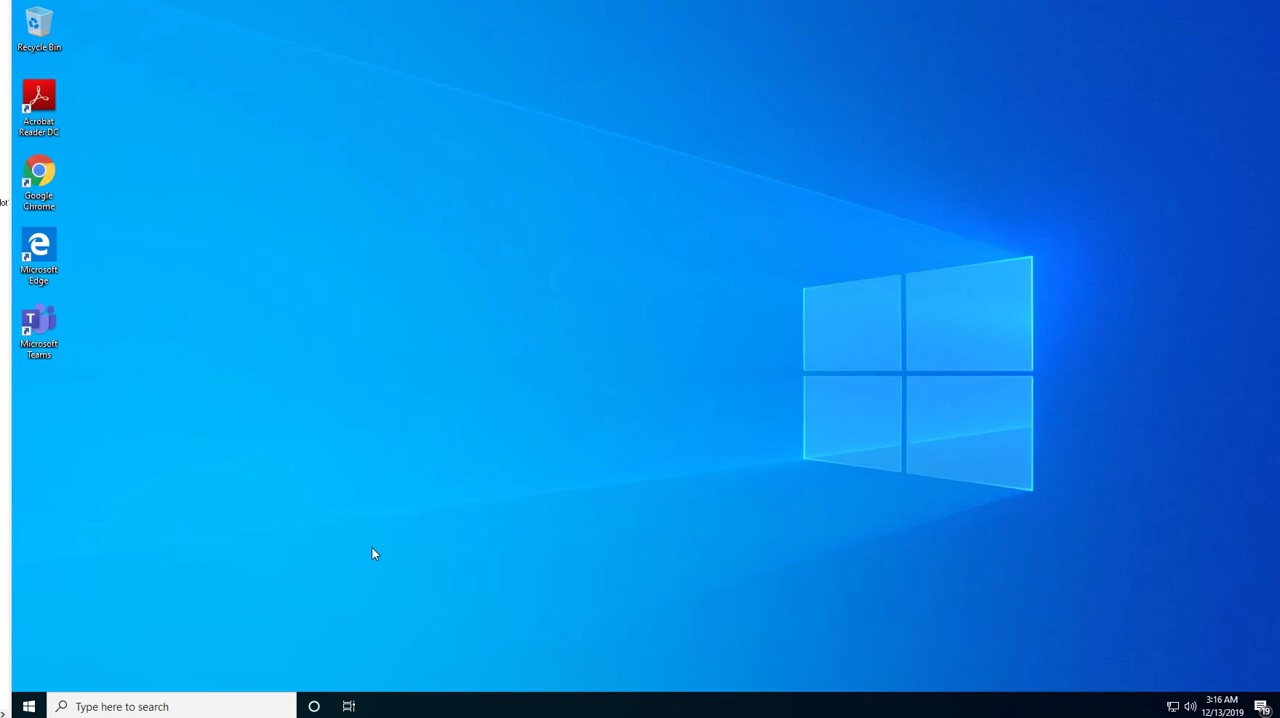 Recycle Bin
Acrobat
Reader DC
Google
Chrome
Microsoft
Edge
T
Microsoft
Teams
Type here to search
3:16 AM
12/13/2019
19